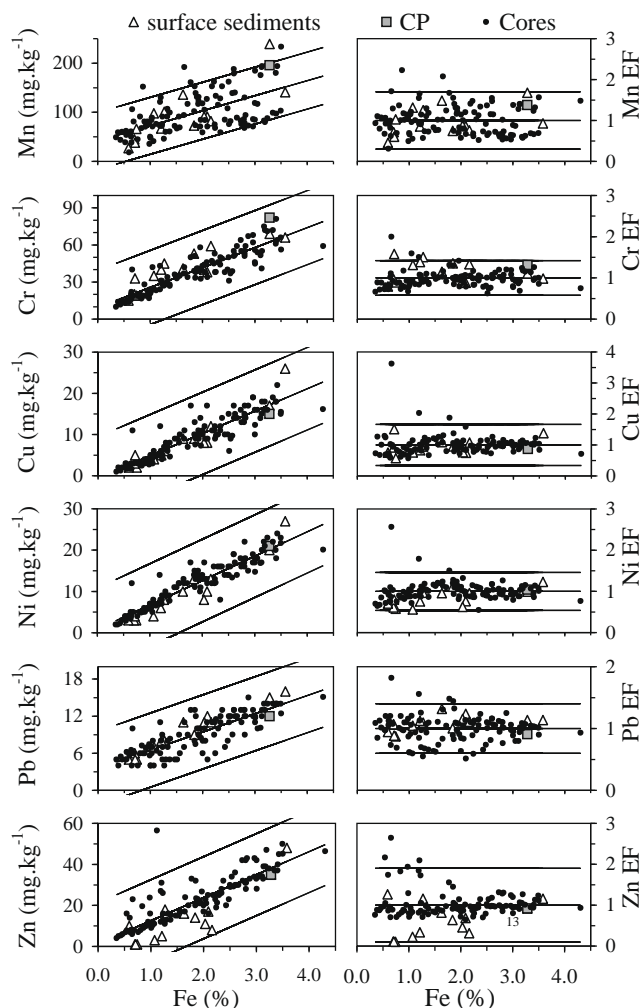 surface sediments CP Cores
Mn (mg.kg-1) 200 100 0 3 2 1 0 Mn EF
Cr (mg.kg-1) 90 60 30 0 3 2 1 0 Cr EF
Cu (mg.kg-1) 30 20 10 0 4 3 2 1 0 Cu EF
Ni (mg.kg-1) 30 20 10 0 3 2 1 0 Ni EF
Pb (mg.kg-1) 18 12 6 0 2 1 0 Pb EF
Zn (mg.kg-1) 60 40 20 0 3 2 1 0 Zn EF
13
0.0 1.0 2.0 3.0 4.0 0.0 1.0 2.0 3.0 4.0
Fe (%) Fe (%)